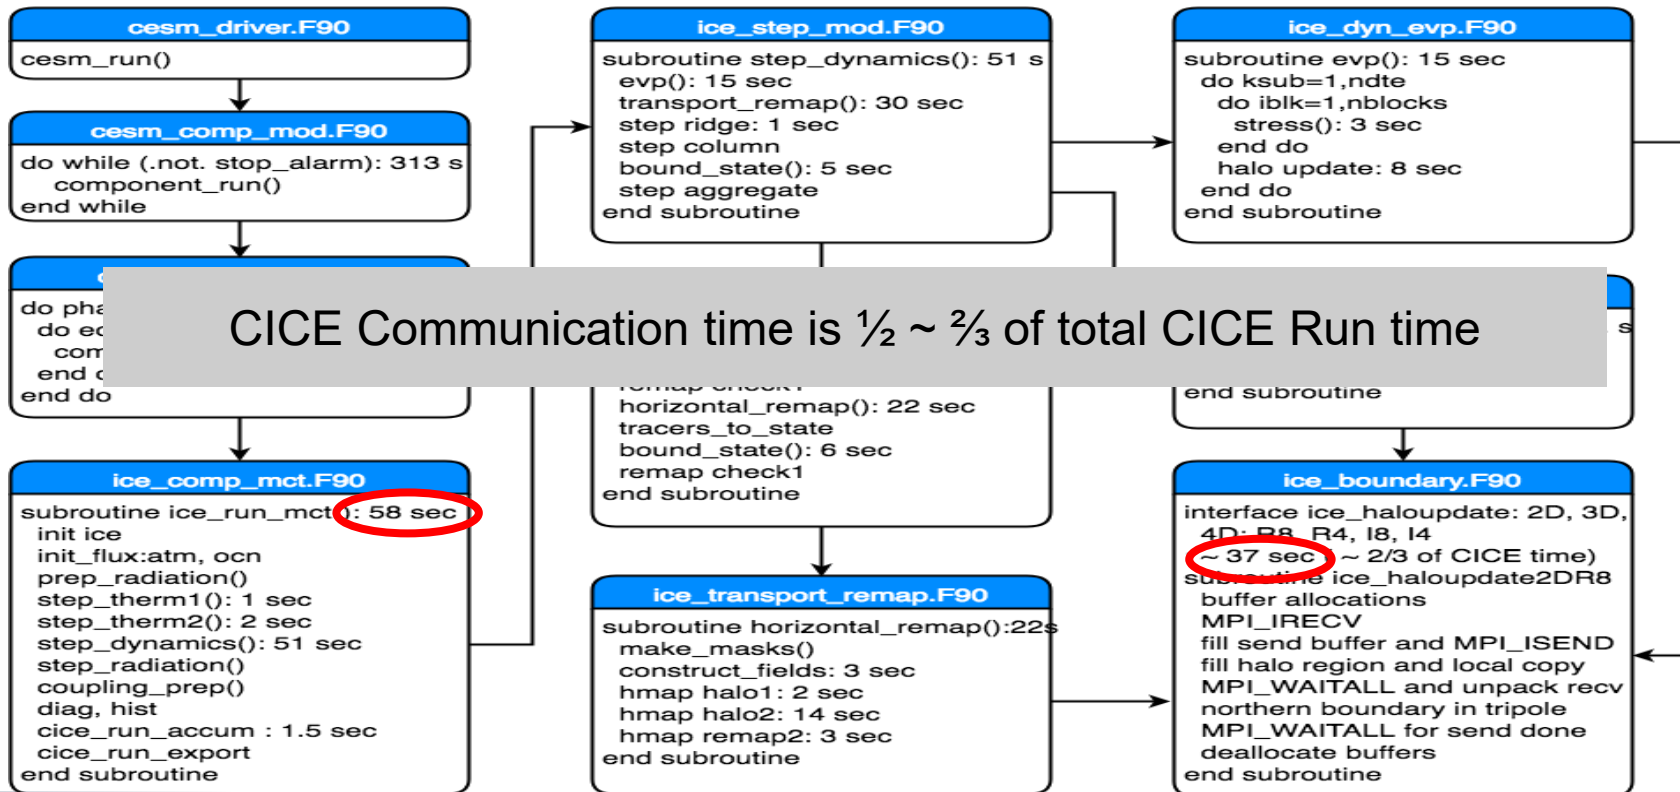 cesm_driver.F90
cesm_run()
cesm_comp_mod.F90
do while (.not. stop_alarm): 313 s
component_run()
end while
do pha
do
com
end
end do
ice_comp_mct.F90
subroutine ice_run_mct(): 58 sec
init ice
init_flux:atm, ocn
prep_radiation()
step_therm1(): 1 sec
step_therm2(): 2 sec
step_dynamics(): 51 sec
step_radiation()
coupling_prep()
diag, hist
cice_run_accum : 1.5 sec
cice_run_export
end subroutine
ice_step_mod.F90
subroutine step_dynamics(): 51 s
evp(): 15 sec
transport_remap(): 30 sec
step ridge: 1 sec
step column
bound_state(): 5 sec
step aggregate
end subroutine
CICE Communication time is ½ ~ ⅔ of total CICE Run time
remap check1
horizontal_remap(): 22 sec
tracers_to_state
bound_state(): 6 sec
remap check1
end subroutine
ice_transport_remap.F90
subroutine horizontal_remap():22s
make_masks()
construct_fields: 3 sec
hmap halo1: 2 sec
hmap halo2: 14 sec
hmap remap2: 3 sec
end subroutine
ice_dyn_evp.F90
subroutine evp(): 15 sec
do ksub=1,ndte
do iblk=1,nblocks
stress(): 3 sec
end do
halo update: 8 sec
end do
end subroutine
s
end subroutine
ice_boundary.F90
interface ice_haloupdate: 2D, 3D,
4D: R8, R4, I8, I4
~ 37 sec ( ~ 2/3 of CICE time)
subroutine ice_haloupdate2DR8
buffer allocations
MPI_IRECV
fill send buffer and MPI_ISEND
fill halo region and local copy
MPI_WAITALL and unpack recv
northern boundary in tripole
MPI_WAITALL for send done
deallocate buffers
end subroutine